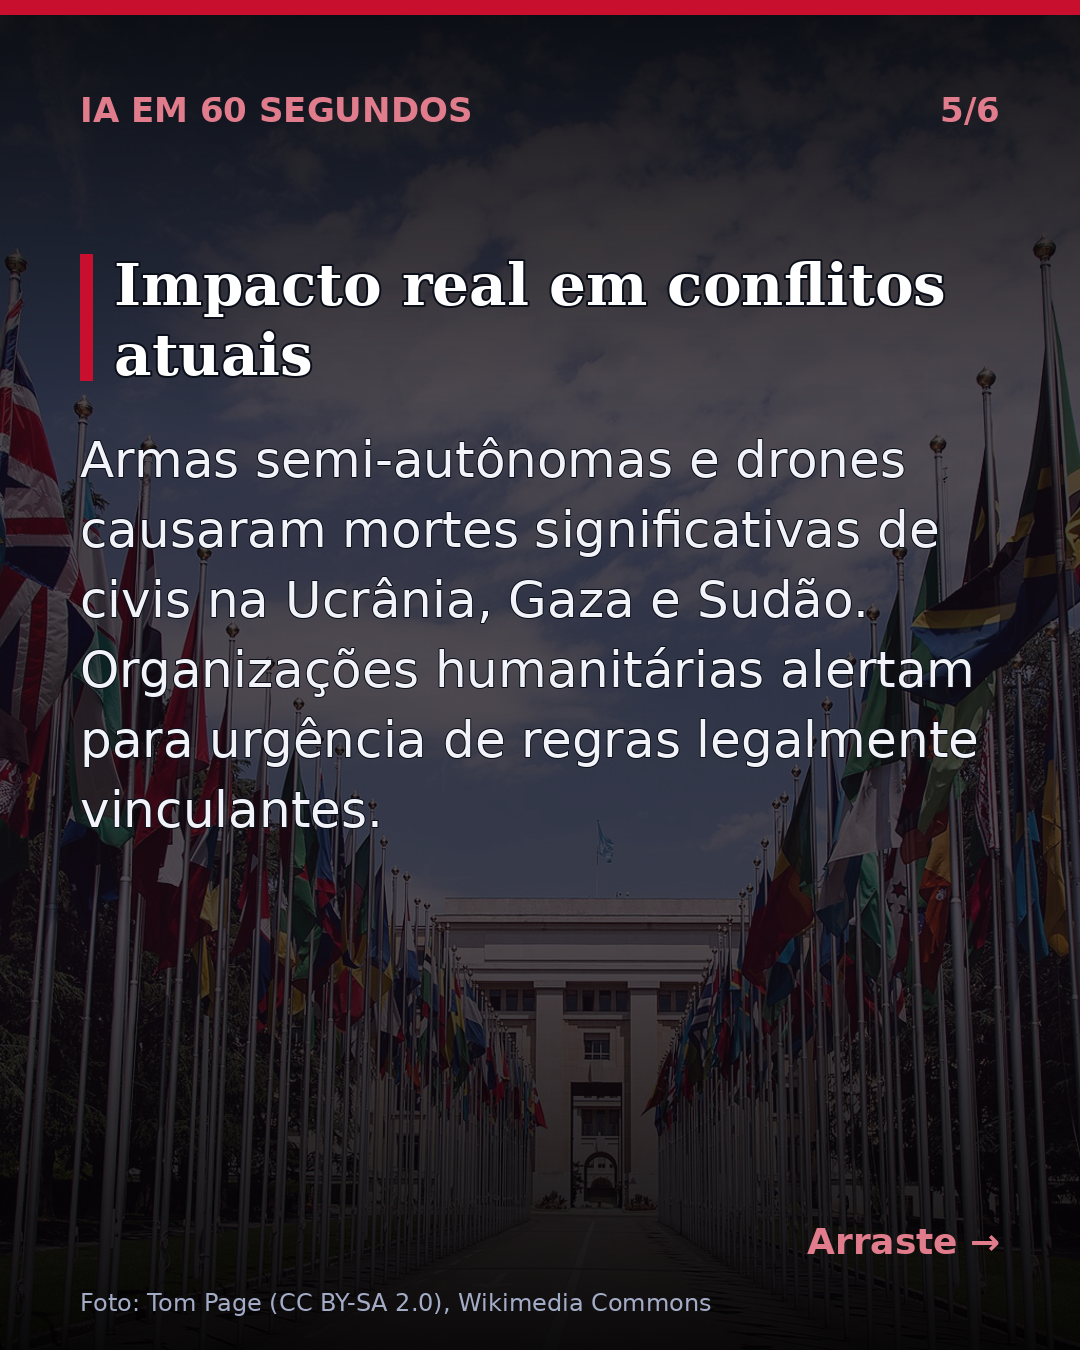 IA EM 60 SEGUNDOS
5/6
Impacto real em conflitos
atuais
Armas semi-autônomas e drones
causaram mortes significativas de
civis na Ucrânia, Gaza e Sudão.
Organizações humanitárias alertam
para urgência de regras legalmente
vinculantes.
Arraste →
Foto: Tom Page (CC BY-SA 2.0), Wikimedia Commons